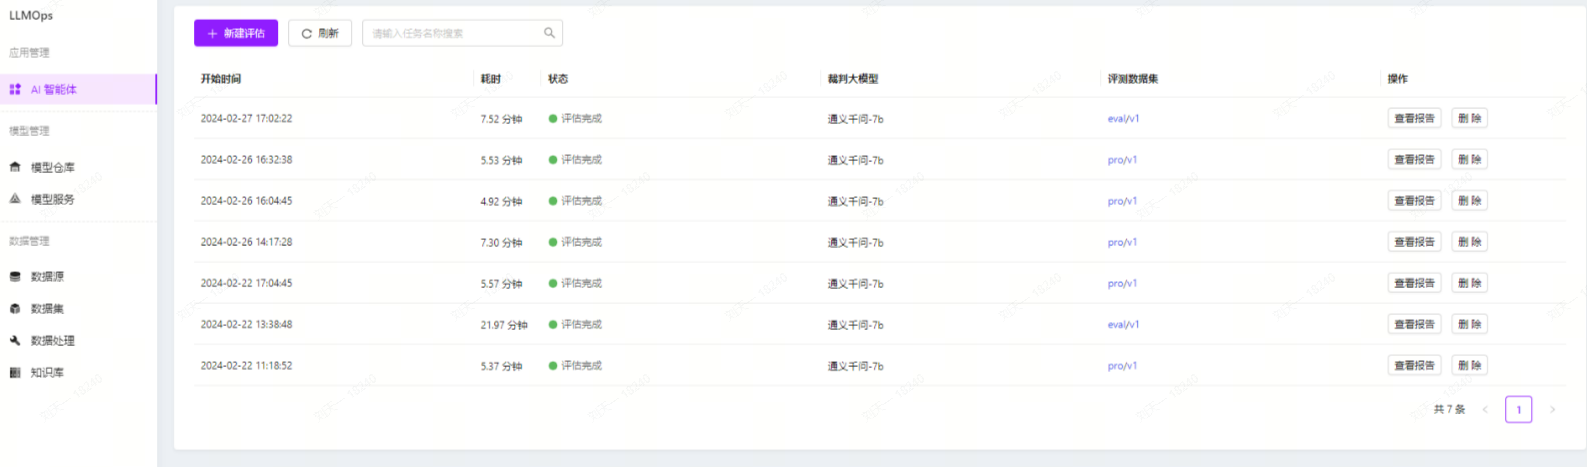 LLMOps
应用管理
AI 智能体
模型管理
模型仓库
模型服务
数据管理
数据源
数据集
数据处理
知识库
新建评估 刷新 请输入任务名称搜索
开始时间 耗时 状态 裁判大模型 评测数据集 操作
2024-02-27 17:02:22 7.52 分钟 评估完成 通义千问-7b eval/v1 查看报告 删 除
2024-02-26 16:32:38 5.53 分钟 评估完成 通义千问-7b pro/v1 查看报告 删 除
2024-02-26 16:04:45 4.92 分钟 评估完成 通义千问-7b pro/v1 查看报告 删 除
2024-02-26 14:17:28 7.30 分钟 评估完成 通义千问-7b pro/v1 查看报告 删 除
2024-02-22 17:04:45 5.57 分钟 评估完成 通义千问-7b pro/v1 查看报告 删 除
2024-02-22 13:38:48 21.97 分钟 评估完成 通义千问-7b eval/v1 查看报告 删 除
2024-02-22 11:18:52 5.37 分钟 评估完成 通义千问-7b pro/v1 查看报告 删 除
共 7 条 < 1 >